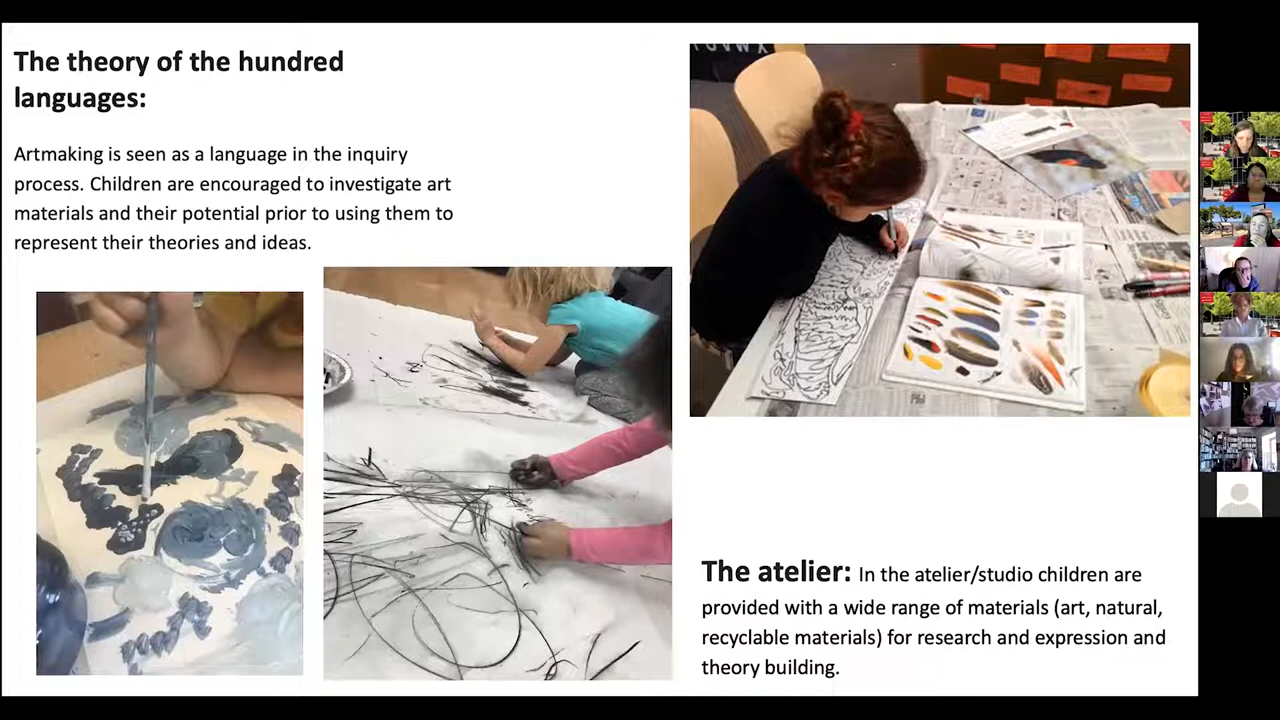 The theory of the hundred
languages:
Artmaking is seen as a language in the inquiry
process. Children are encouraged to investigate art
materials and their potential prior to using them to
represent their theories and ideas.
The atelier: In the atelier/studio children are
provided with a wide range of materials (art, natural,
recyclable materials) for research and expression and
theory building.